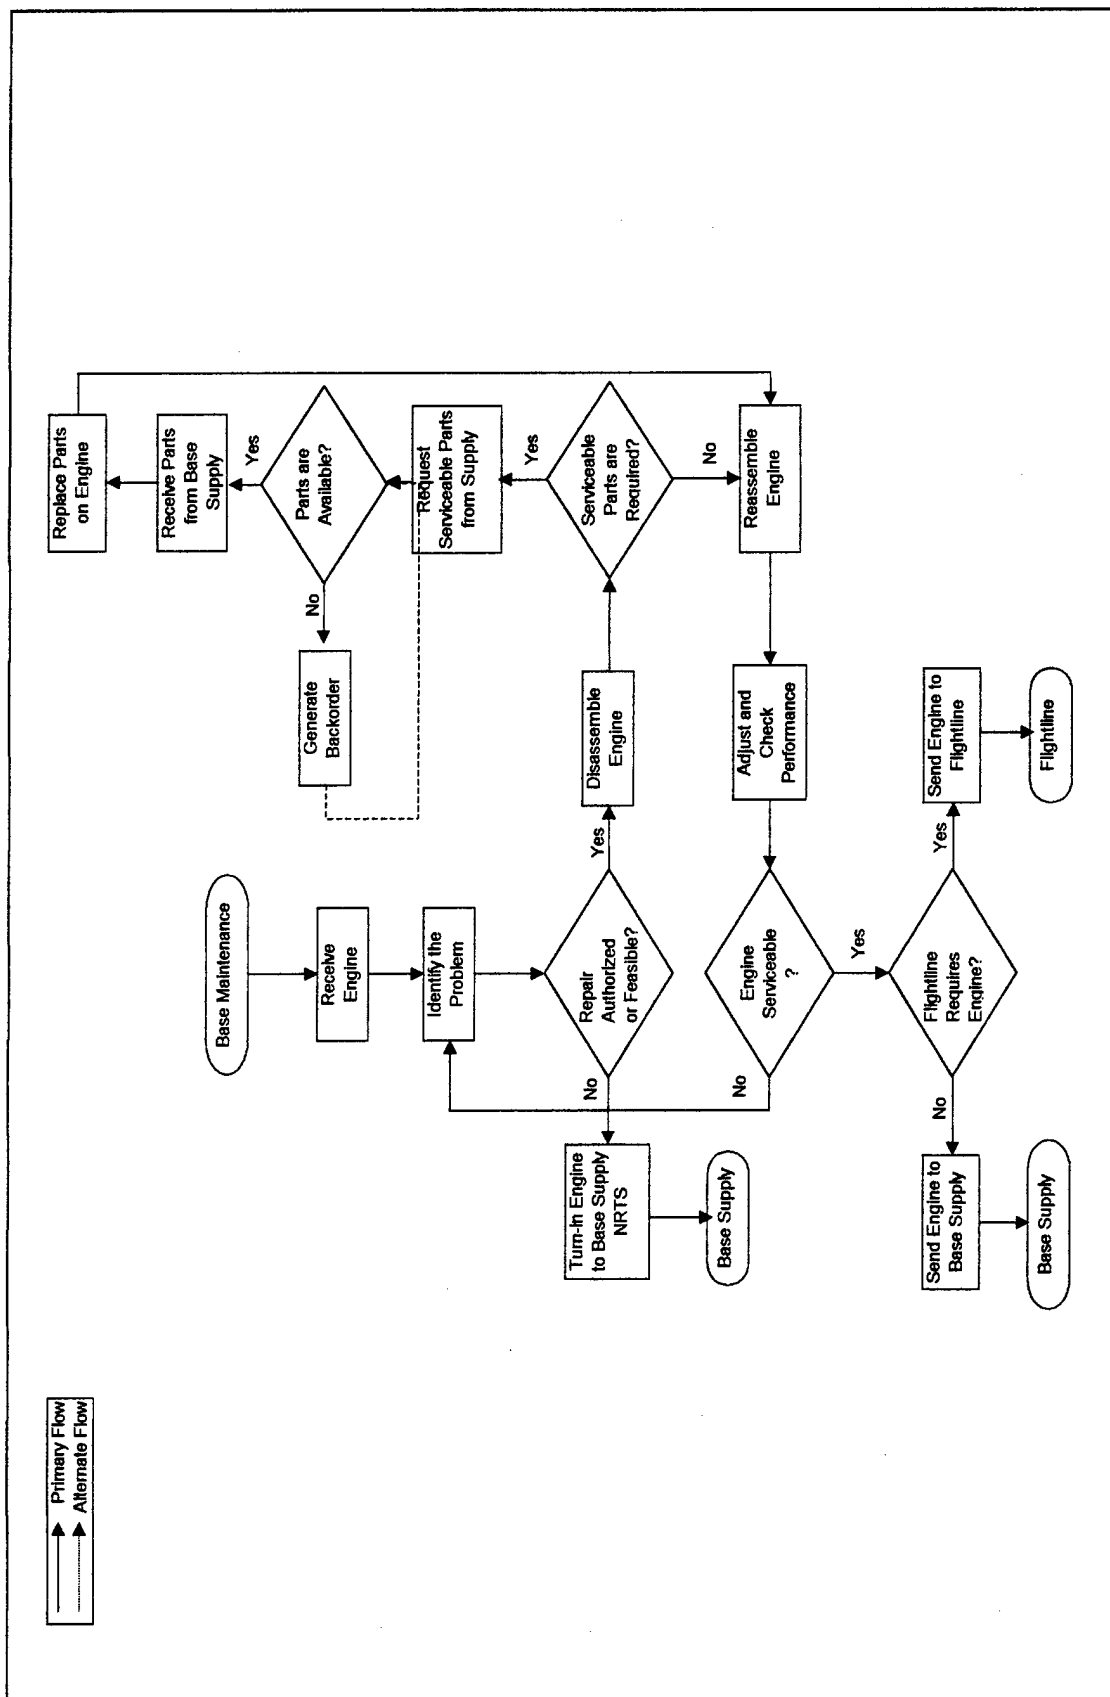 Primary Flow
Alternate Flow
Base Maintenance
Receive
Engine
Identify the
Problem
Repair
Authorized
or Feasible?
No
Yes
Turn-in Engine
to Base Supply
NRTS
Base Supply
Disassemble
Engine
Serviceable
Parts are
Required?
Yes
No
Request
Serviceable Parts
from Supply
Parts are
Available?
No
Yes
Generate
Backorder
Receive Parts
from Base
Supply
Replace Parts
on Engine
Reassemble
Engine
Adjust and
Check
Performance
Engine
Serviceable
?
No
Yes
Flightline
Requires
Engine?
No
Yes
Send Engine to
Base Supply
Base Supply
Send Engine to
Flightline
Flightline